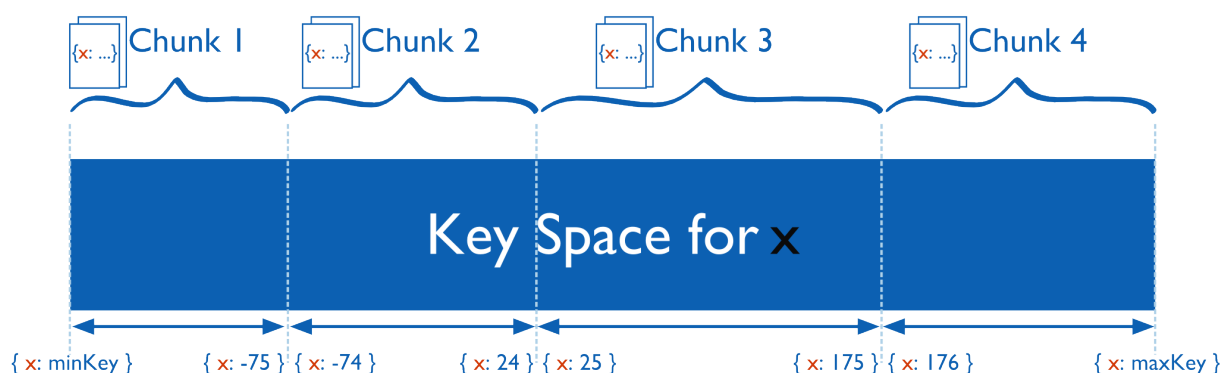 {x: ...} Chunk 1 {x: ...} Chunk 2 {x: ...} Chunk 3 {x: ...} Chunk 4
Key Space for x
{ x: minKey } { x: -75 } { x: -74 } { x: 24 } { x: 25 } { x: 175 } { x: 176 } { x: maxKey }